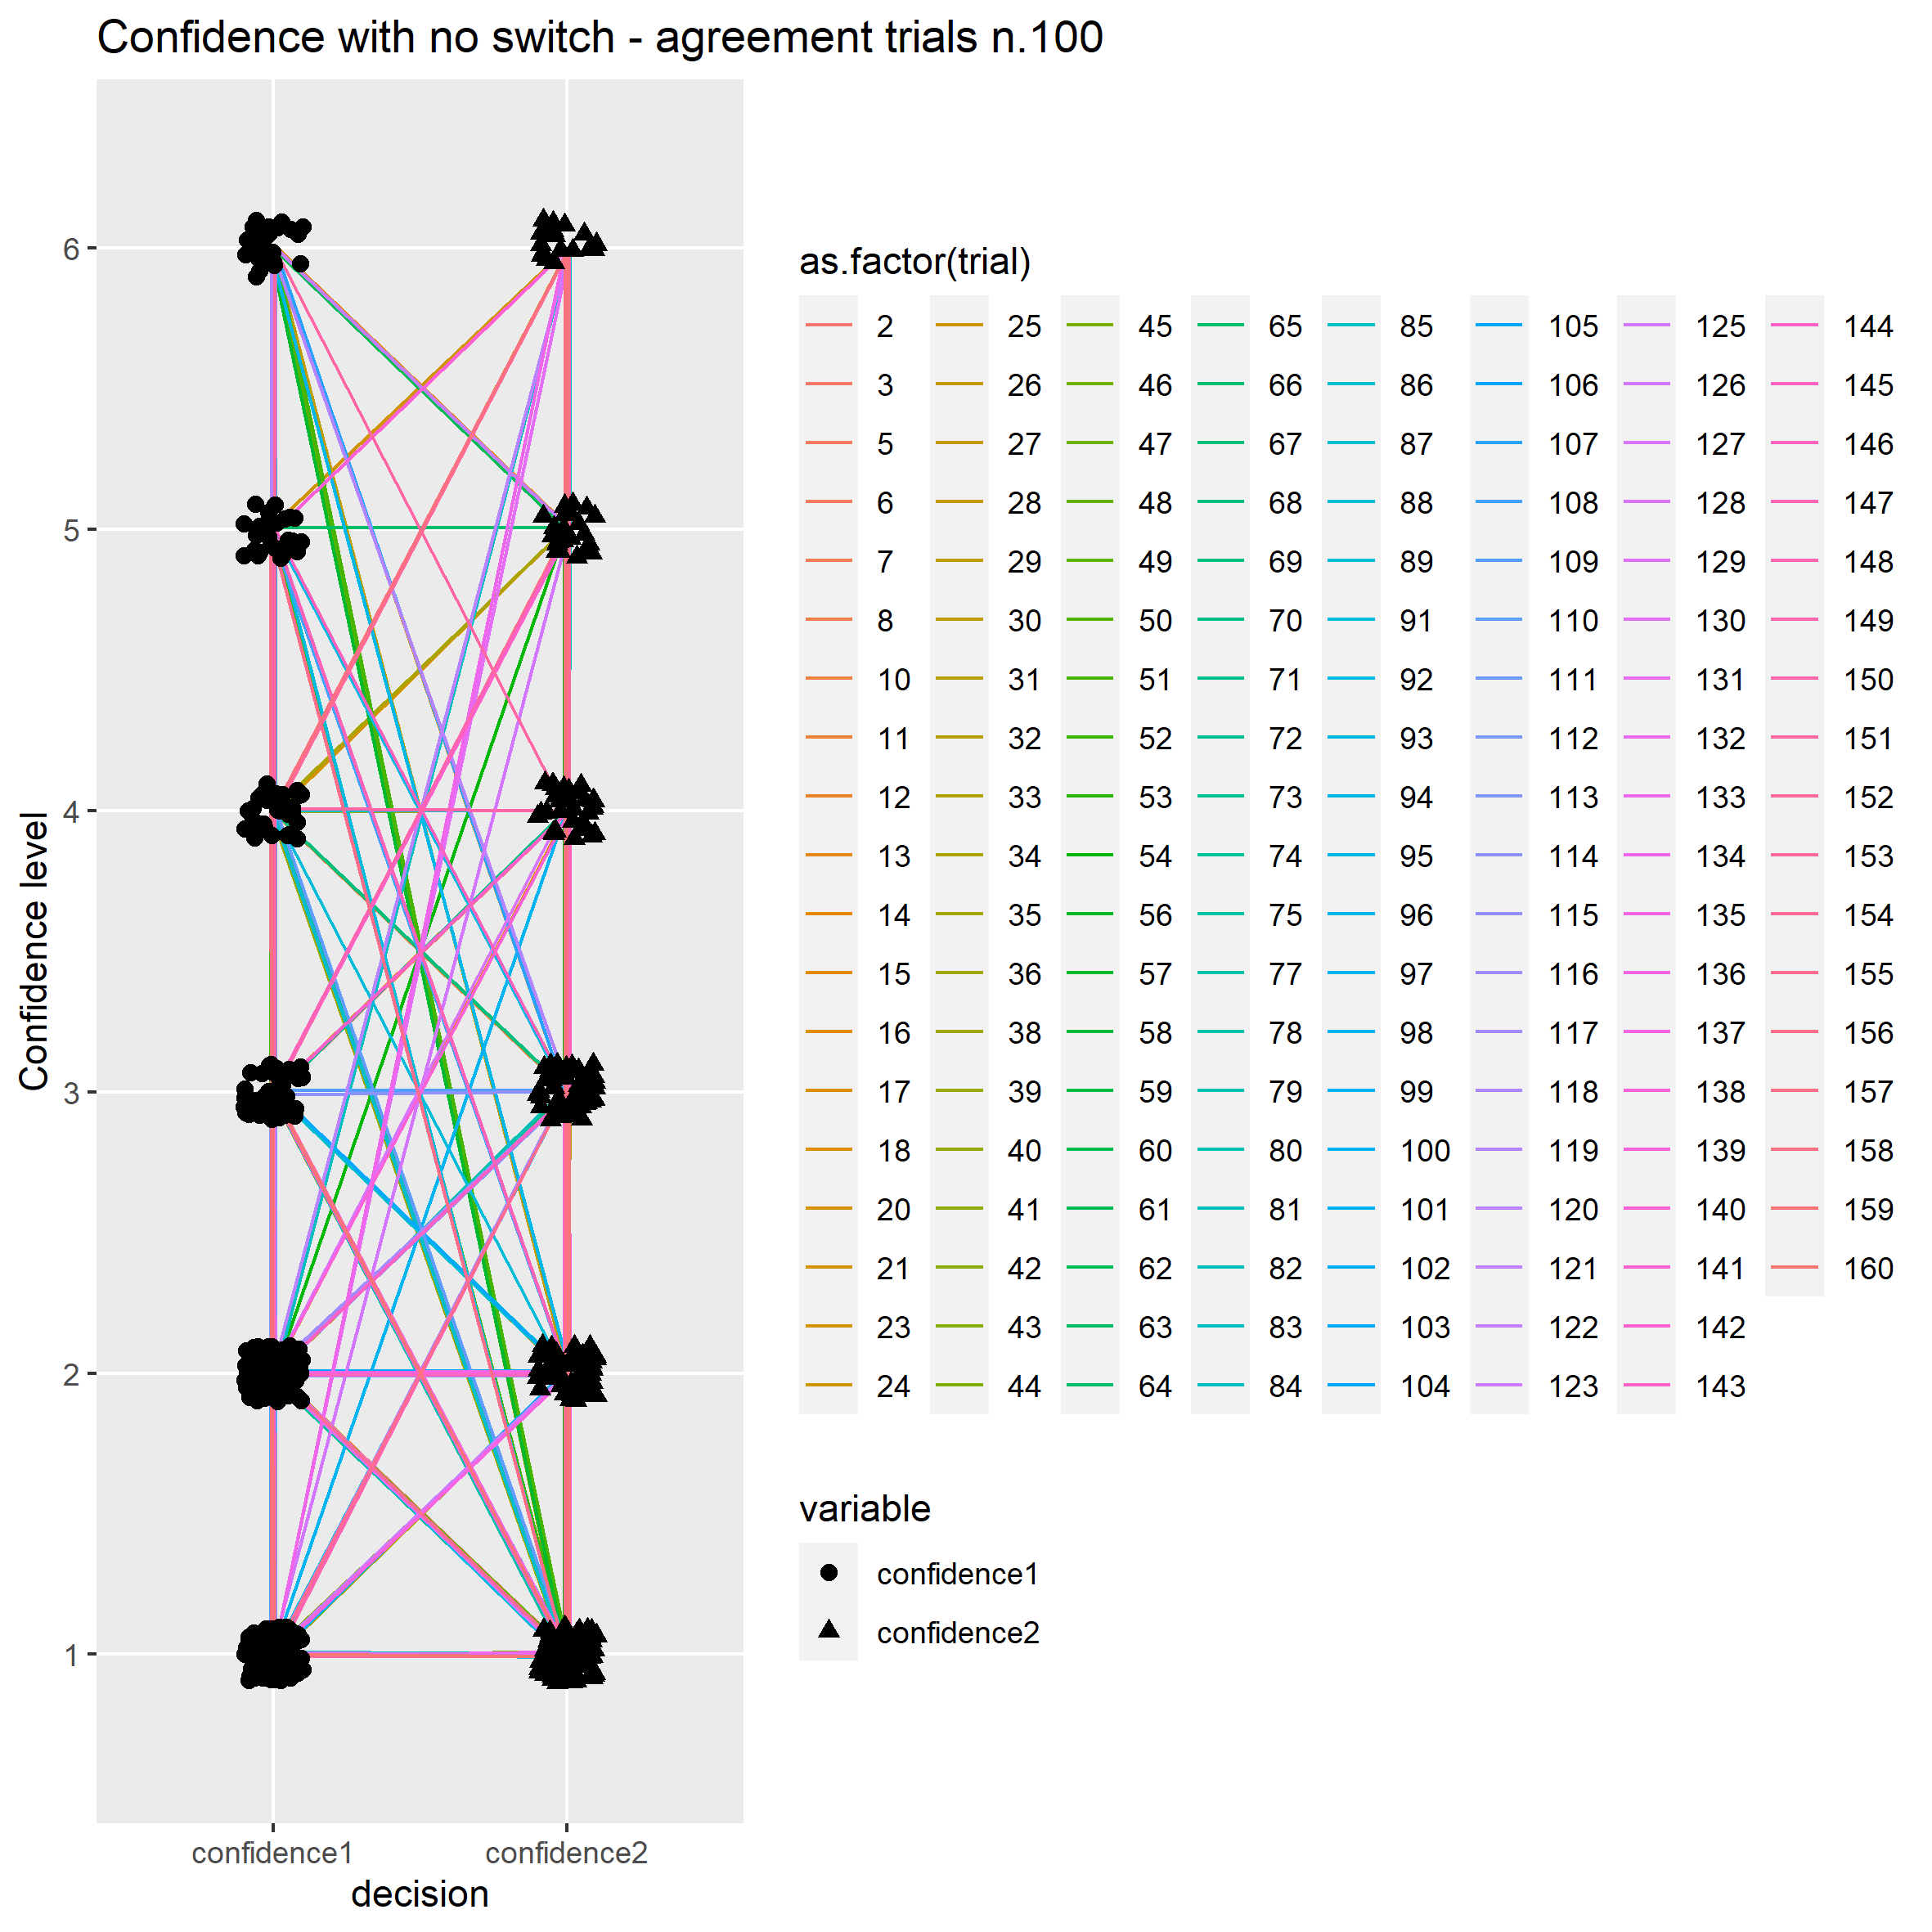 Confidence with no switch - agreement trials n.100
Confidence level
6
5
4
3
2
1
confidence1 confidence2
decision
as.factor(trial)
2 25 45 65 85 105 125 144
3 26 46 66 86 106 126 145
5 27 47 67 87 107 127 146
6 28 48 68 88 108 128 147
7 29 49 69 89 109 129 148
8 30 50 70 91 110 130 149
10 31 51 71 92 111 131 150
11 32 52 72 93 112 132 151
12 33 53 73 94 113 133 152
13 34 54 74 95 114 134 153
14 35 56 75 96 115 135 154
15 36 57 77 97 116 136 155
16 38 58 78 98 117 137 156
17 39 59 79 99 118 138 157
18 40 60 80 100 119 139 158
20 41 61 81 101 120 140 159
21 42 62 82 102 121 141 160
23 43 63 83 103 122 142
24 44 64 84 104 123 143
variable
confidence1
confidence2